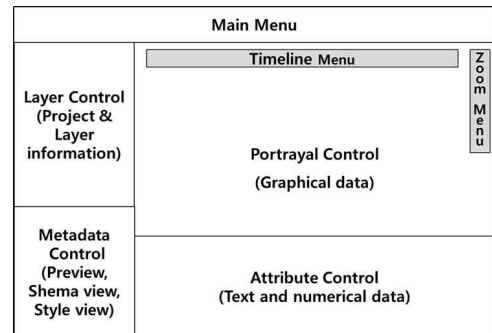 Main Menu
Timeline Menu
Zoom Menu
Layer Control
(Project &
Layer
information)
Portrayal Control
(Graphical data)
Metadata
Control
(Preview,
Shema view,
Style view)
Attribute Control
(Text and numerical data)